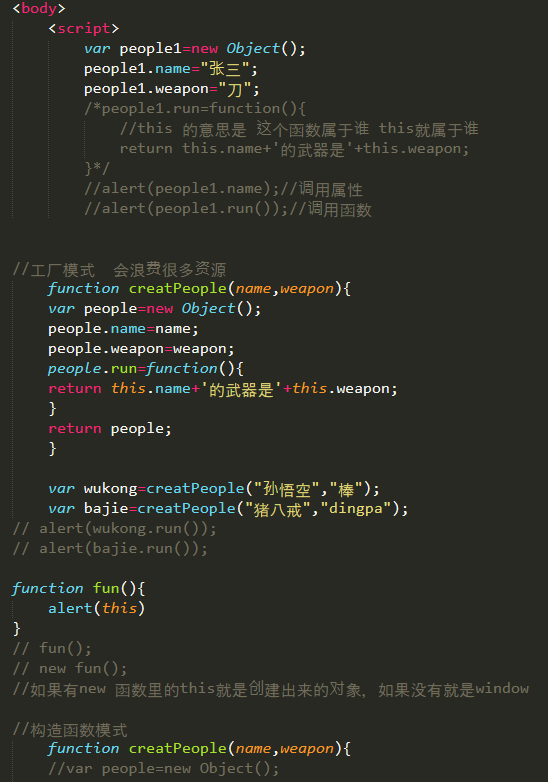 <body>
<script>
var people1=new Object();
people1.name="张三";
people1.weapon="刀";
/*people1.run=function(){
//this 的意思是 这个函数属于谁 this就属于谁
return this.name+'的武器是'+this.weapon;
}*/
//alert(people1.name);//调用属性
//alert(people1.run());//调用函数
//工厂模式  会浪费很多资源
function creatPeople(name,weapon){
var people=new Object();
people.name=name;
people.weapon=weapon;
people.run=function(){
return this.name+'的武器是'+this.weapon;
}
return people;
}
var wukong=creatPeople("孙悟空","棒");
var bajie=creatPeople("猪八戒","dingpa");
// alert(wukong.run());
// alert(bajie.run());
function fun(){
alert(this)
}
// fun();
// new fun();
//如果有new 函数里的this就是创建出来的对象，如果没有就是window
//构造函数模式
function creatPeople(name,weapon){
//var people=new Object();